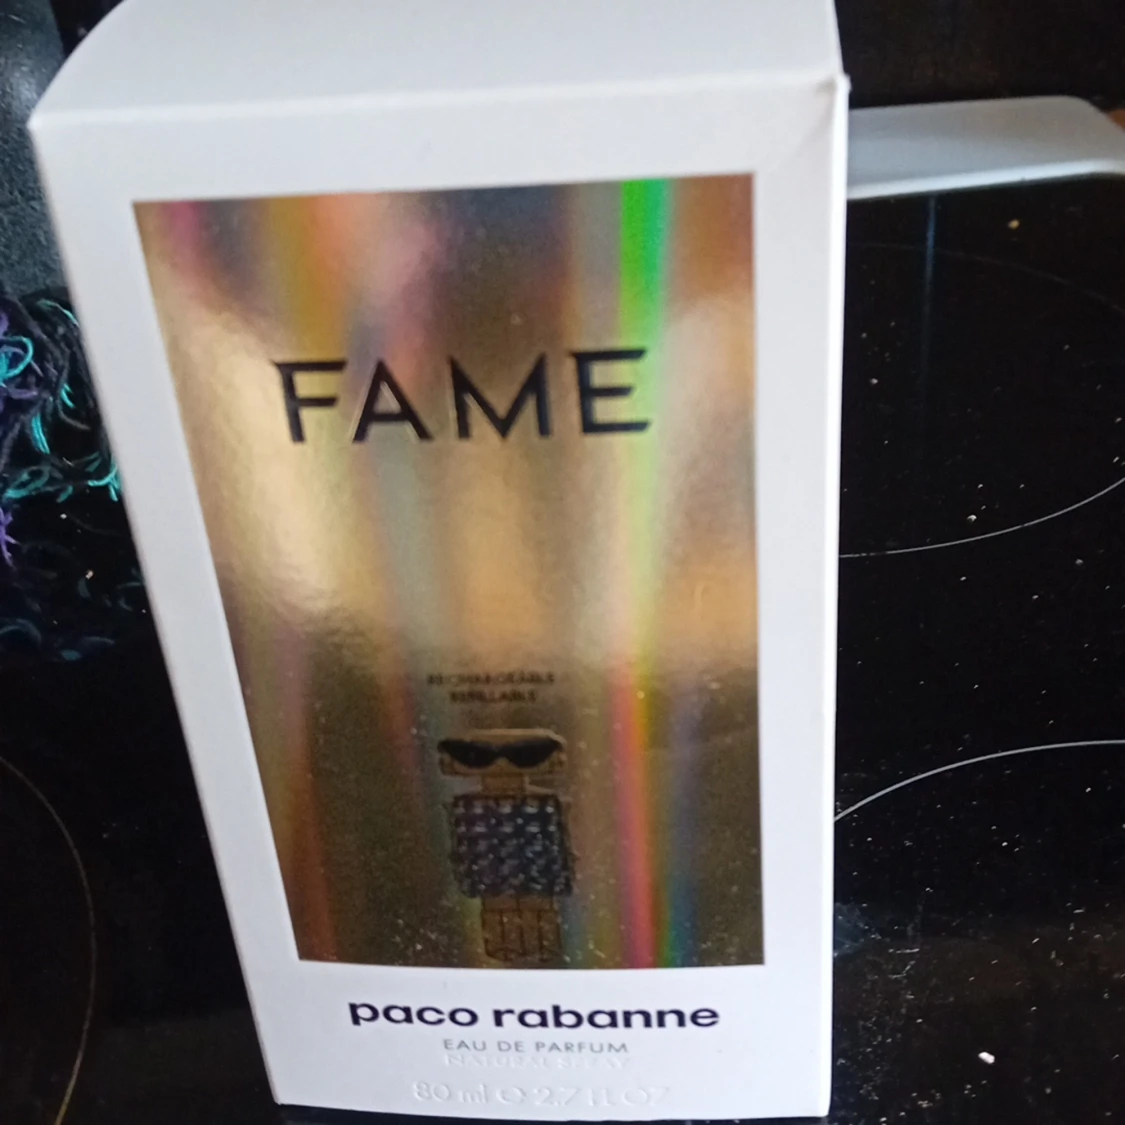 FAME
RECHARGEABLE
REFILLABLE
paco rabanne
EAU DE PARFUM
NATURAL SPRAY
80 ml ℮ 2.7 FL OZ